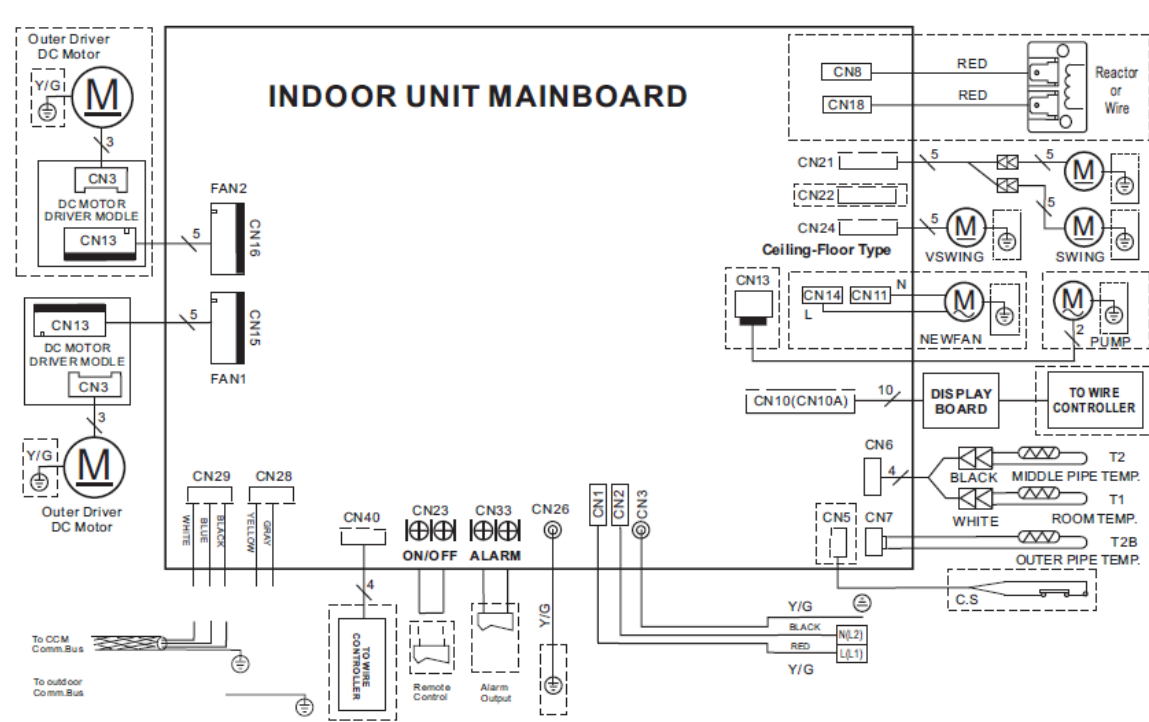 Outer Driver
DC Motor
Y/G
M
3
CN3
DC MOTOR
DRIVER MODLE
CN13
5
FAN2
CN16
INDOOR UNIT MAINBOARD
CN8
RED
CN18
RED
Reactor
or
Wire
CN21
5
5
M
CN22
5
CN24
5
M
M
Ceiling-Floor Type
VSWING
SWING
CN13
CN14
CN11
N
L
M
NEWFAN
M
2
PUMP
CN13
5
CN15
FAN1
DC MOTOR
DRIVER MODLE
CN3
3
Y/G
M
Outer Driver
DC Motor
CN10(CN10A)
10
DISPLAY
BOARD
TO WIRE
CONTROLLER
CN6
4
BLACK
T2
MIDDLE PIPE TEMP.
WHITE
T1
ROOM TEMP.
CN5
CN7
T2B
OUTER PIPE TEMP.
C.S
CN29
WHITE
BLUE
BLACK
CN28
YELLOW
GRAY
CN40
4
TO WIRE
CONTROLLER
CN23
ON/OFF
Remote
Control
CN33
ALARM
Alarm
Output
CN26
Y/G
CN1
CN2
CN3
Y/G
BLACK
N(L2)
RED
L(L1)
Y/G
To CCM
Comm.Bus
To outdoor
Comm.Bus